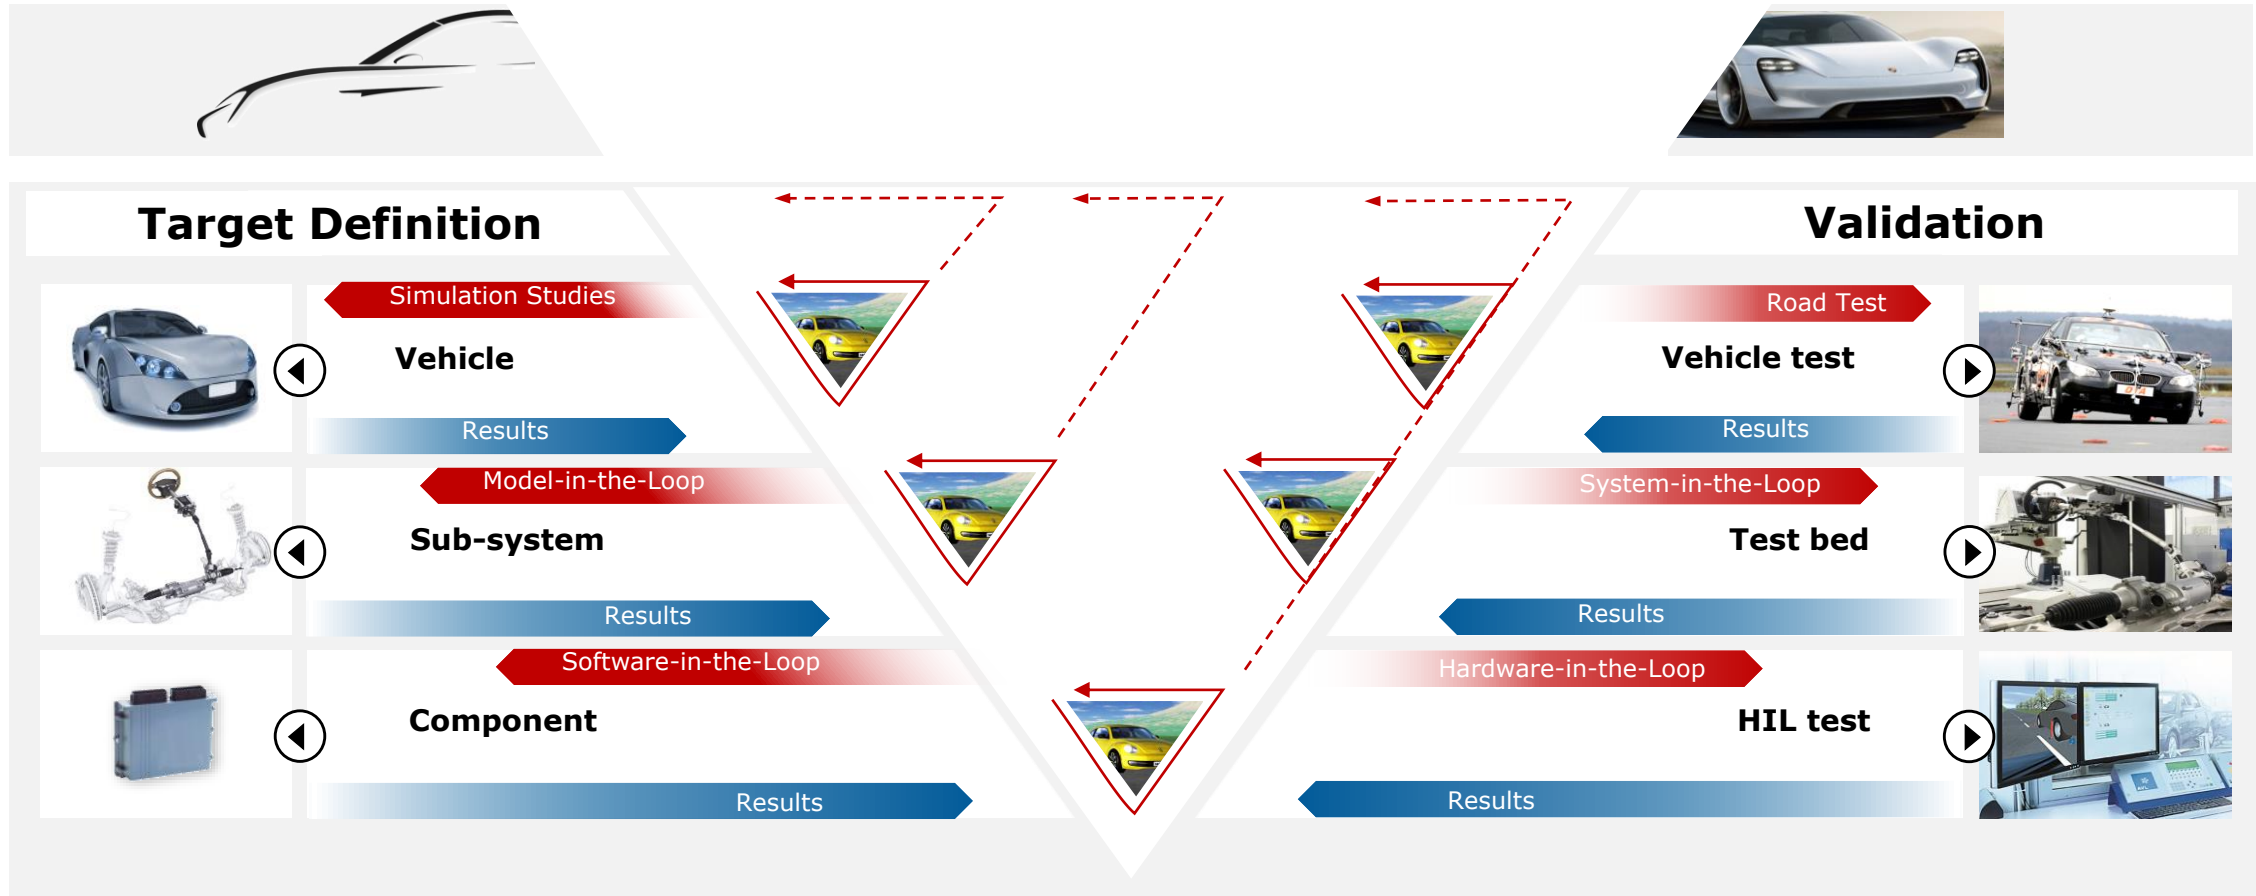 Target Definition
Validation
Simulation Studies
Road Test
Vehicle
Vehicle test
Results
Results
Model-in-the-Loop
System-in-the-Loop
Sub-system
Test bed
Results
Results
Software-in-the-Loop
Hardware-in-the-Loop
Component
HIL test
Results
Results